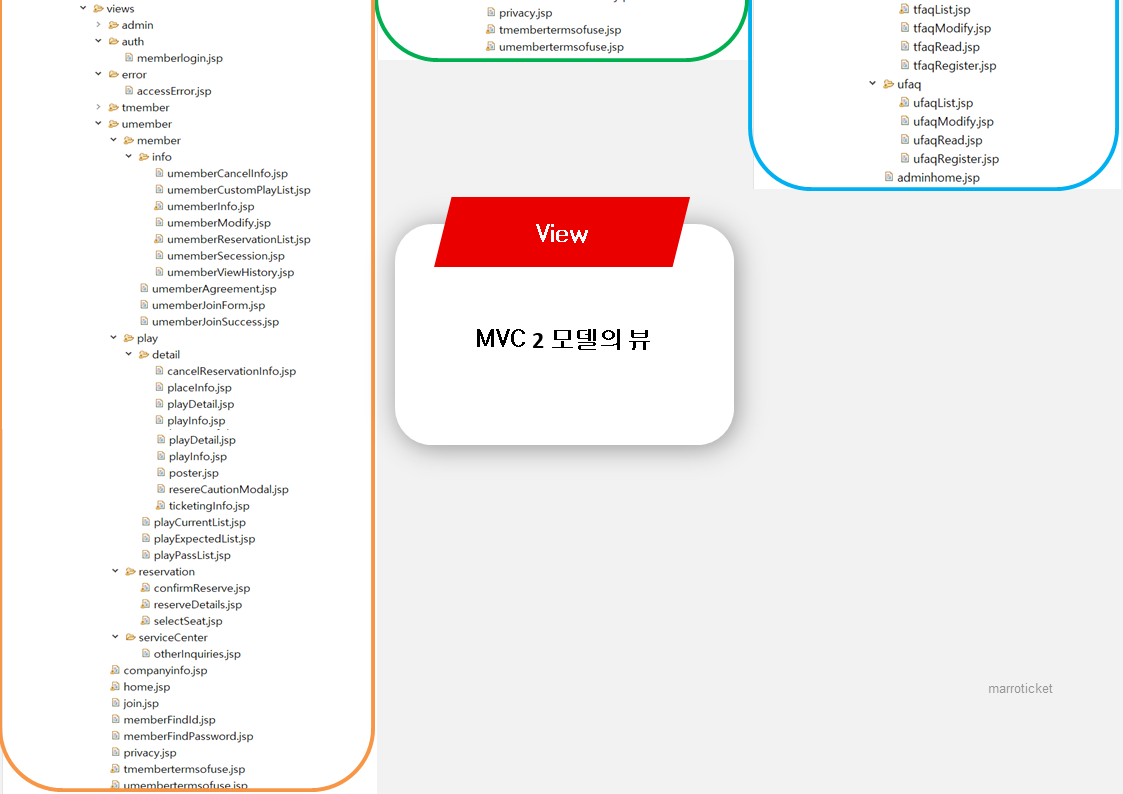 views
admin
auth
memberlogin.jsp
error
accessError.jsp
tmember
umember
member
info
umemberCancelInfo.jsp
umemberCustomPlayList.jsp
umemberInfo.jsp
umemberModify.jsp
umemberReservationList.jsp
umemberSecession.jsp
umemberViewHistory.jsp
umemberAgreement.jsp
umemberJoinForm.jsp
umemberJoinSuccess.jsp
play
detail
cancelReservationInfo.jsp
placeInfo.jsp
playDetail.jsp
playInfo.jsp
playDetail.jsp
playInfo.jsp
poster.jsp
resereCautionModal.jsp
ticketingInfo.jsp
playCurrentList.jsp
playExpectedList.jsp
playPassList.jsp
reservation
confirmReserve.jsp
reserveDetails.jsp
selectSeat.jsp
serviceCenter
otherInquiries.jsp
companyinfo.jsp
home.jsp
join.jsp
memberFindId.jsp
memberFindPassword.jsp
privacy.jsp
tmembertermsofuse.jsp
umembertermsofuse.jsp
privacy.jsp
tmembertermsofuse.jsp
umembertermsofuse.jsp
View
MVC 2 모델의 뷰
tfaqList.jsp
tfaqModify.jsp
tfaqRead.jsp
tfaqRegister.jsp
ufaq
ufaqList.jsp
ufaqModify.jsp
ufaqRead.jsp
ufaqRegister.jsp
adminhome.jsp
marroticket